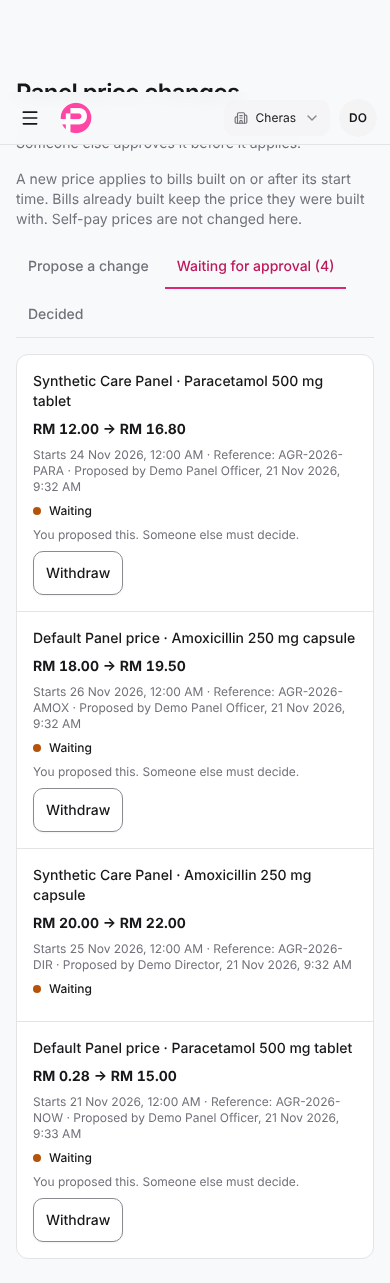 Panel price changes
Cheras
DO
Someone else approves it before it applies.
A new price applies to bills built on or after its start
time. Bills already built keep the price they were built
with. Self-pay prices are not changed here.
Propose a change
Waiting for approval (4)
Decided
Synthetic Care Panel · Paracetamol 500 mg
tablet
RM 12.00 → RM 16.80
Starts 24 Nov 2026, 12:00 AM · Reference: AGR-2026-
PARA · Proposed by Demo Panel Officer, 21 Nov 2026,
9:32 AM
Waiting
You proposed this. Someone else must decide.
Withdraw
Default Panel price · Amoxicillin 250 mg capsule
RM 18.00 → RM 19.50
Starts 26 Nov 2026, 12:00 AM · Reference: AGR-2026-
AMOX · Proposed by Demo Panel Officer, 21 Nov 2026,
9:32 AM
Waiting
You proposed this. Someone else must decide.
Withdraw
Synthetic Care Panel · Amoxicillin 250 mg
capsule
RM 20.00 → RM 22.00
Starts 25 Nov 2026, 12:00 AM · Reference: AGR-2026-
DIR · Proposed by Demo Director, 21 Nov 2026, 9:32 AM
Waiting
Default Panel price · Paracetamol 500 mg tablet
RM 0.28 → RM 15.00
Starts 21 Nov 2026, 12:00 AM · Reference: AGR-2026-
NOW · Proposed by Demo Panel Officer, 21 Nov 2026,
9:33 AM
Waiting
You proposed this. Someone else must decide.
Withdraw